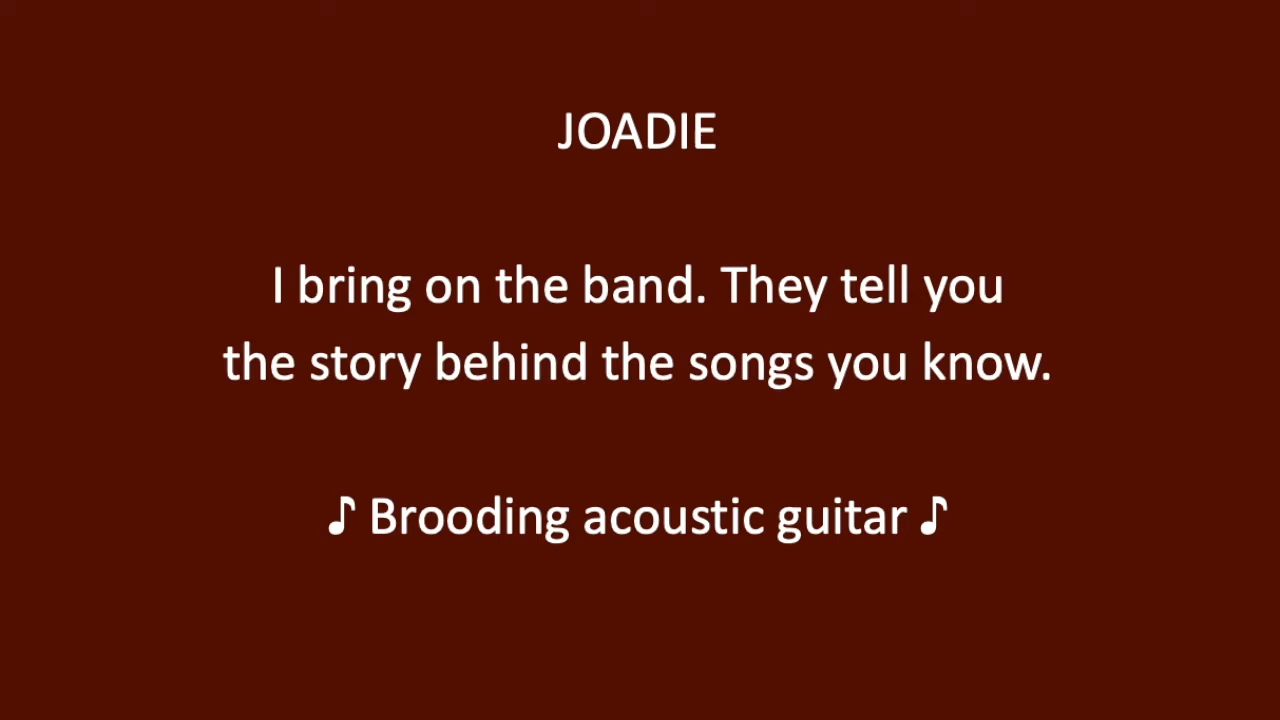 JOADIE
I bring on the band. They tell you
the story behind the songs you know.
♪ Brooding acoustic guitar ♪